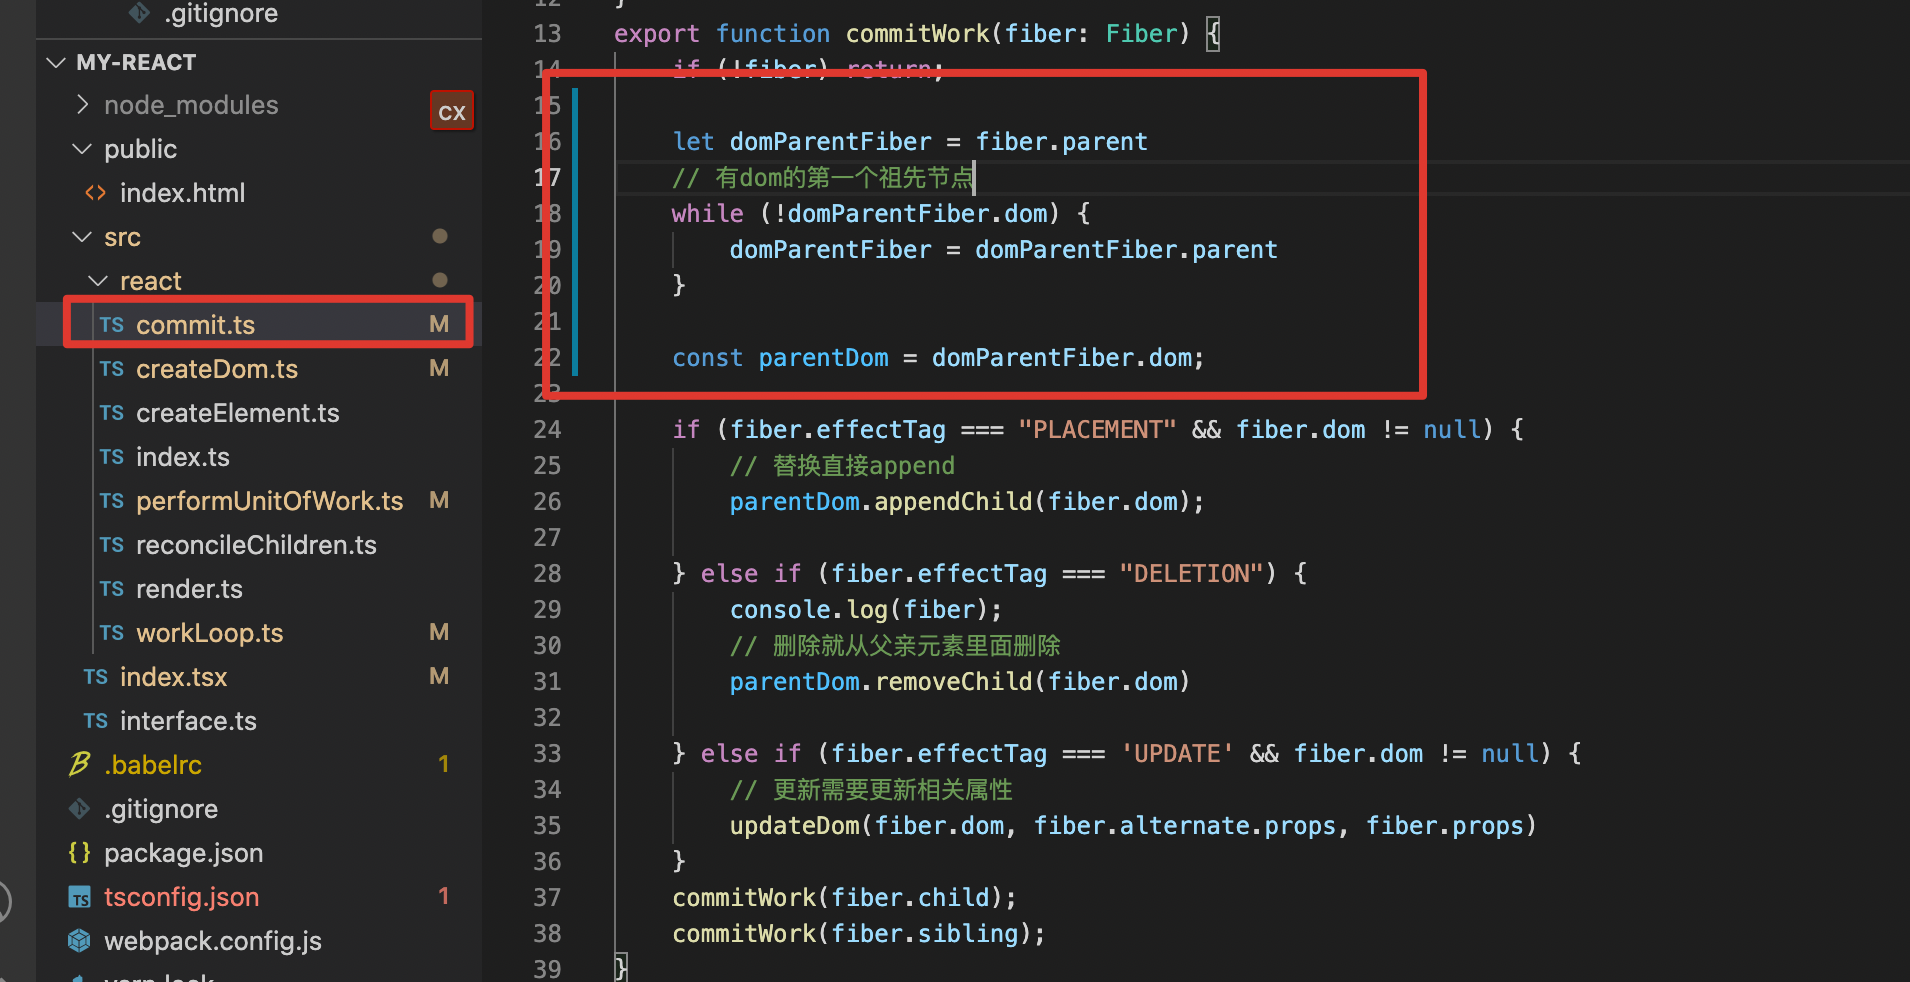 .gitignore
MY-REACT
node_modules
CX
public
index.html
src
react
TS commit.ts M
TS createDom.ts M
TS createElement.ts
TS index.ts
TS performUnitOfWork.ts M
TS reconcileChildren.ts
TS render.ts
TS workLoop.ts M
TS index.tsx M
TS interface.ts
.babelrc 1
.gitignore
{} package.json
TS tsconfig.json 1
webpack.config.js
yarn.lock
12 }
13 export function commitWork(fiber: Fiber) {
14 if (!fiber) return;
15
16 let domParentFiber = fiber.parent
17 // 有dom的第一个祖先节点
18 while (!domParentFiber.dom) {
19 domParentFiber = domParentFiber.parent
20 }
21
22 const parentDom = domParentFiber.dom;
23
24 if (fiber.effectTag === "PLACEMENT" && fiber.dom != null) {
25 // 替换直接append
26 parentDom.appendChild(fiber.dom);
27
28 } else if (fiber.effectTag === "DELETION") {
29 console.log(fiber);
30 // 删除就从父亲元素里面删除
31 parentDom.removeChild(fiber.dom)
32
33 } else if (fiber.effectTag === 'UPDATE' && fiber.dom != null) {
34 // 更新需要更新相关属性
35 updateDom(fiber.dom, fiber.alternate.props, fiber.props)
36 }
37 commitWork(fiber.child);
38 commitWork(fiber.sibling);
39 }